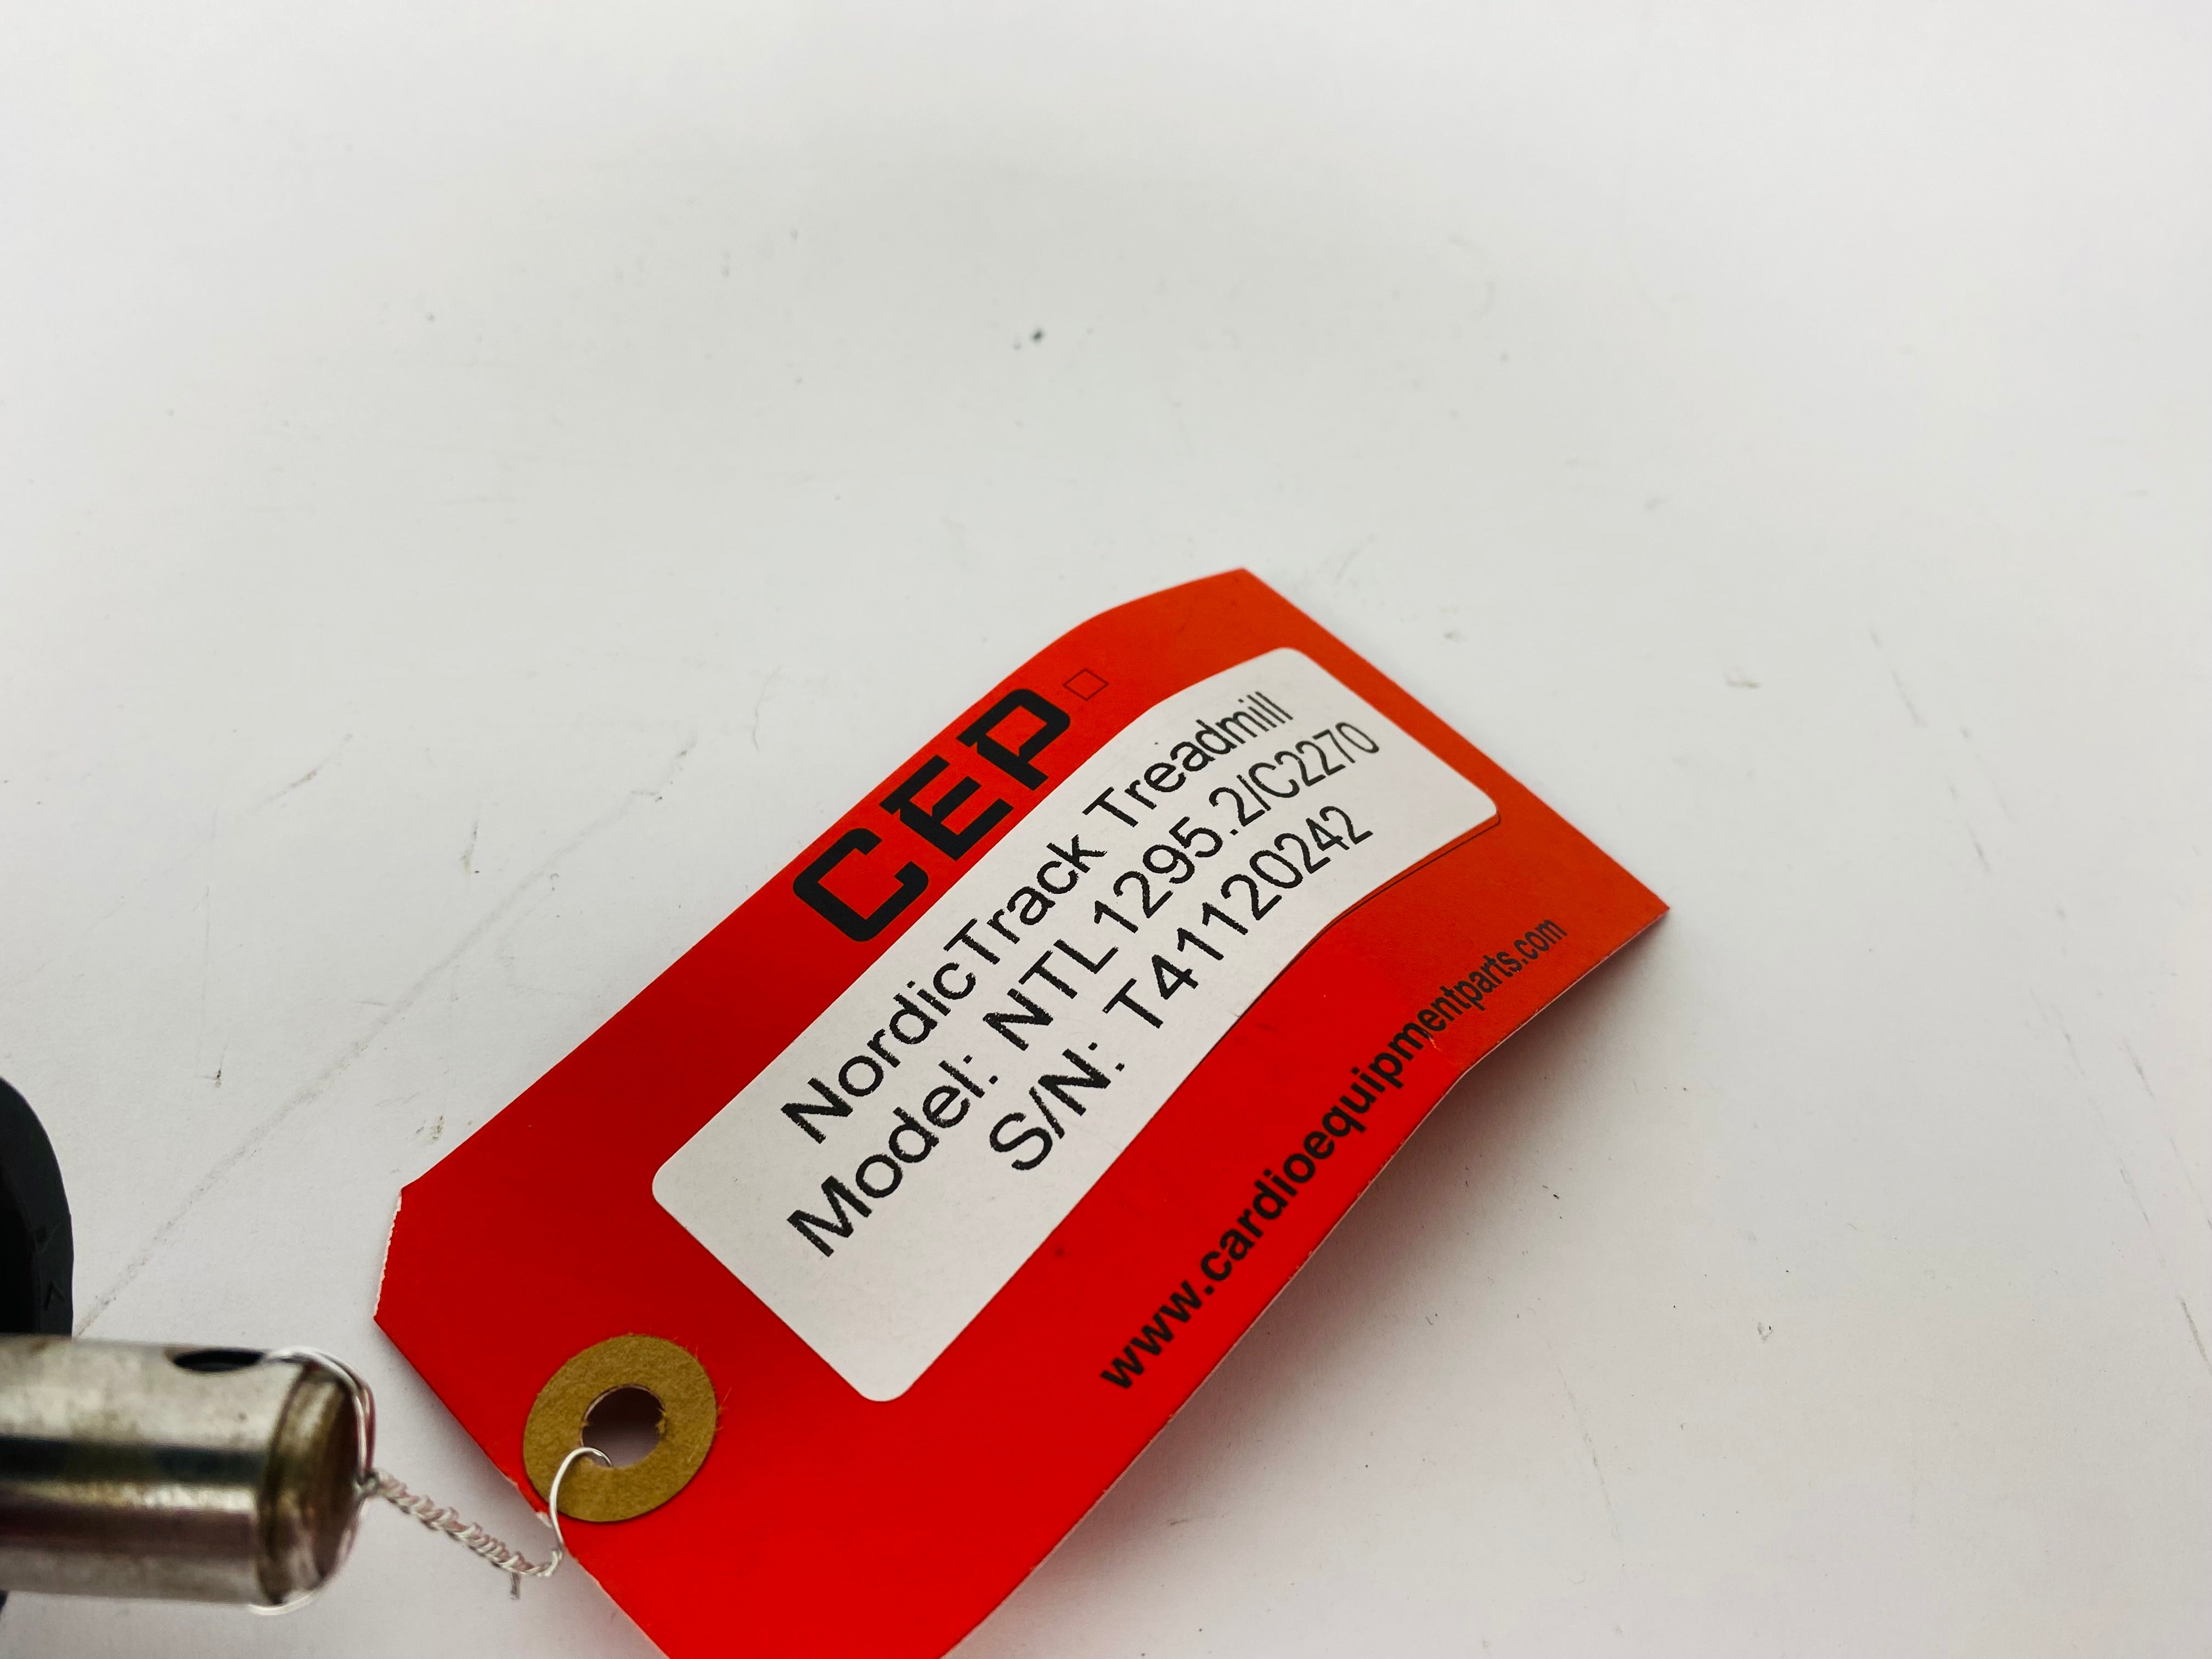 CEP
NordicTrack Treadmill
Model: NTL1295.2/C2270
S/N: T41120242
www.cardioequipmentparts.com